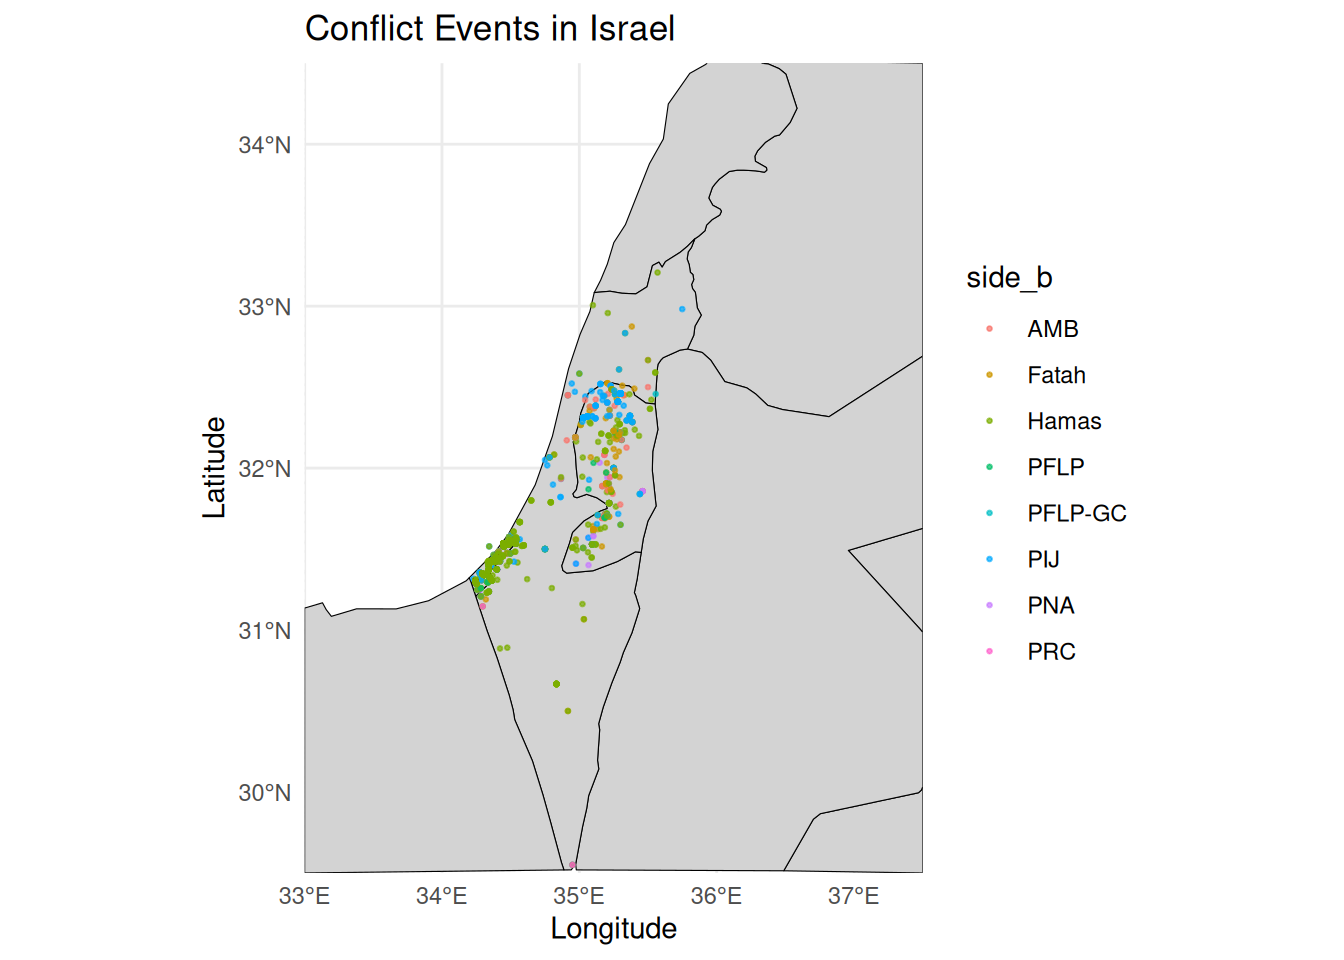 Conflict Events in Israel
34°N
33°N
32°N
31°N
30°N
Latitude
33°E
34°E
35°E
36°E
37°E
Longitude
side_b
AMB
Fatah
Hamas
PFLP
PFLP-GC
PIJ
PNA
PRC